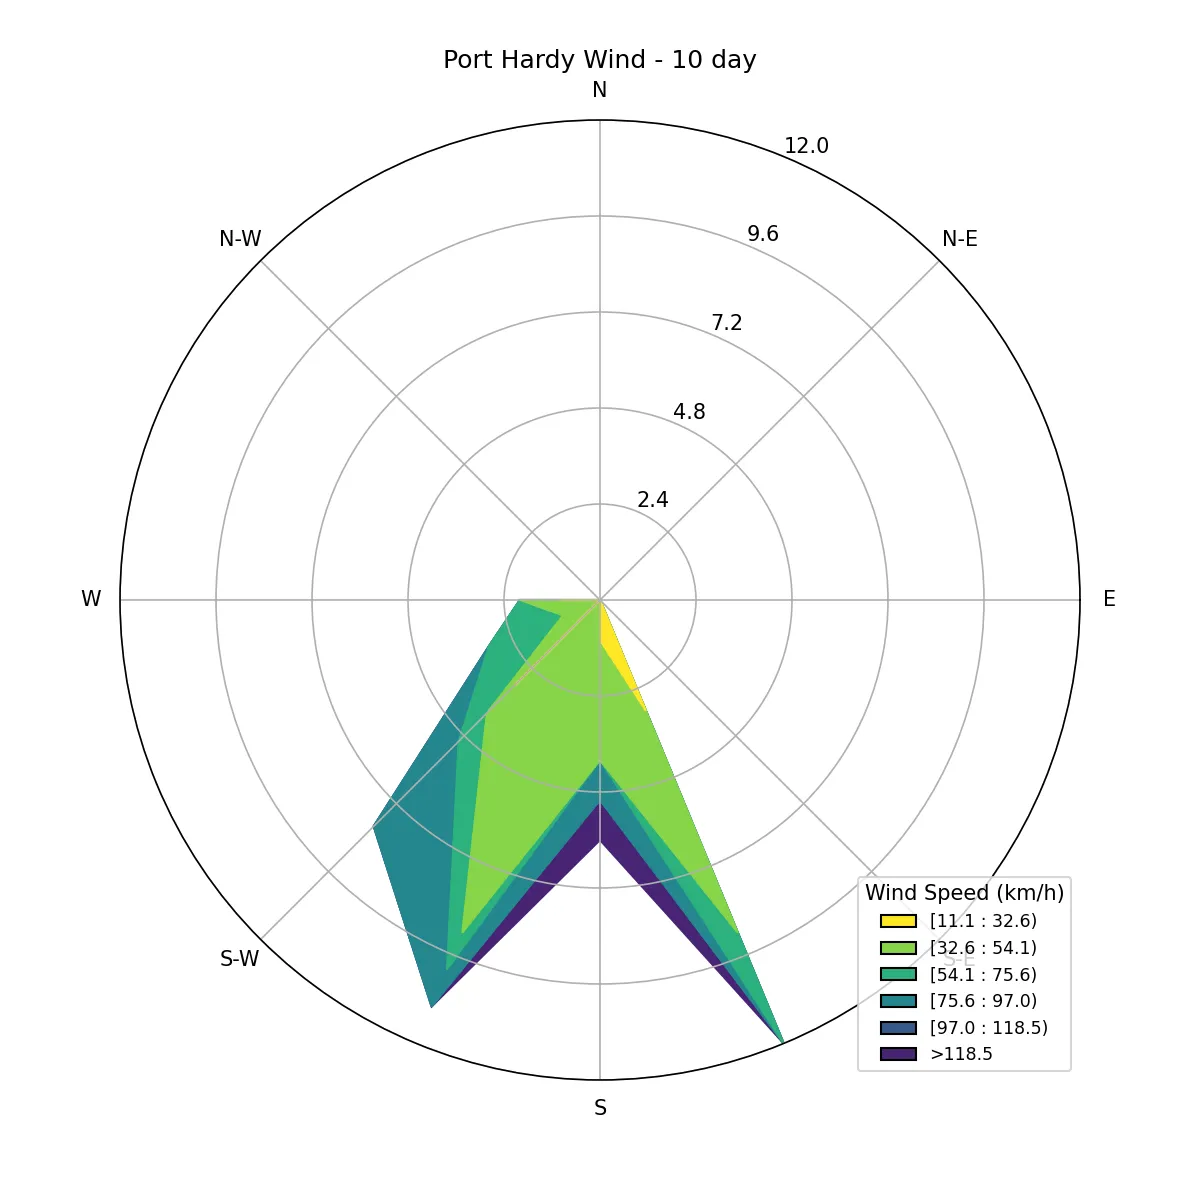 Port Hardy Wind - 10 day
N
12.0
9.6
N-W
N-E
7.2
4.8
2.4
W
E
Wind Speed (km/h)
[11.1 : 32.6)
[32.6 : 54.1)
S-W
S-E
[54.1 : 75.6)
[75.6 : 97.0)
[97.0 : 118.5)
>118.5
S